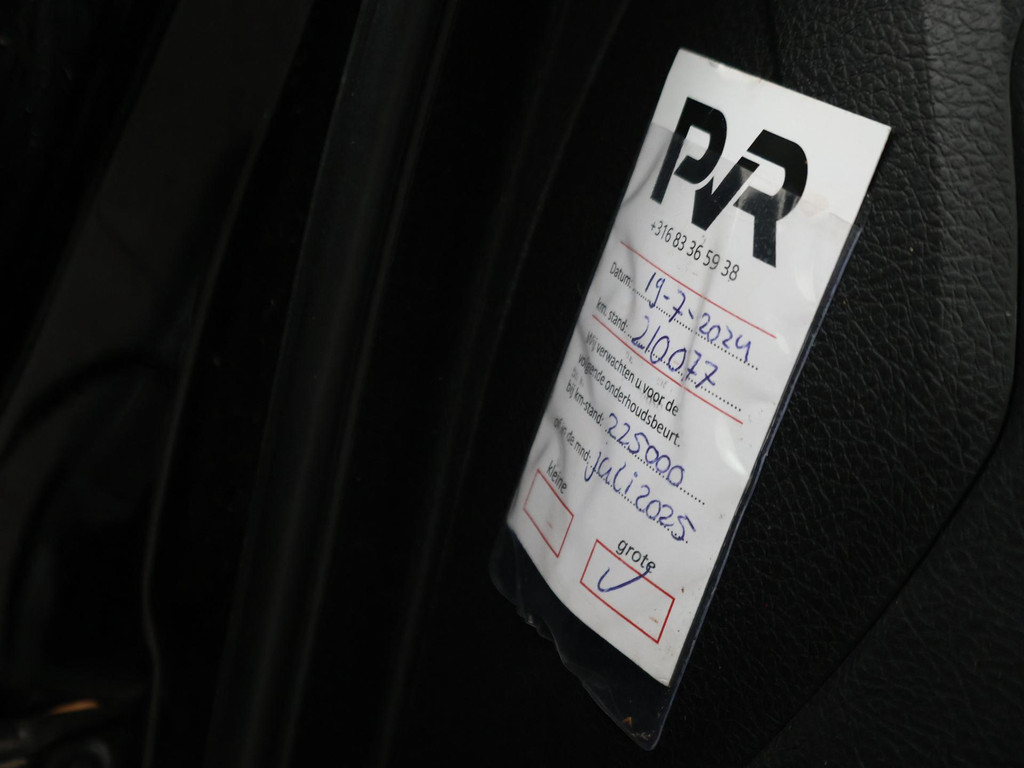 PVR
+316 83 36 59 38
Datum: 19-7-2024
km. stand: 210077
Wij verwachten u voor de
volgende onderhoudsbeurt.
bij km-stand: 225000
of in de mnd: juli 2025
kleine
grote